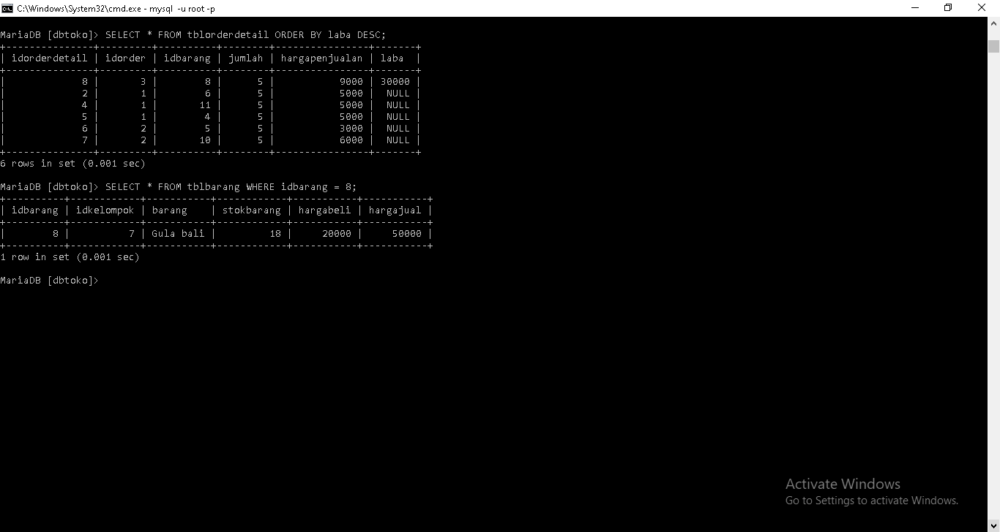 C:\Windows\System32\cmd.exe - mysql -u root -p
MariaDB [dbtoko]> SELECT * FROM tblorderdetail ORDER BY laba DESC;
+---------------+---------+----------+--------+----------------+-------+
| idorderdetail | idorder | idbarang | jumlah | hargapenjualan | laba  |
+---------------+---------+----------+--------+----------------+-------+
|             8 |       3 |        8 |      5 |           9000 | 30000 |
|             2 |       1 |        6 |      5 |           5000 |  NULL |
|             4 |       1 |       11 |      5 |           5000 |  NULL |
|             5 |       1 |        4 |      5 |           5000 |  NULL |
|             6 |       2 |        5 |      5 |           3000 |  NULL |
|             7 |       2 |       10 |      5 |           6000 |  NULL |
+---------------+---------+----------+--------+----------------+-------+
6 rows in set (0.001 sec)
MariaDB [dbtoko]> SELECT * FROM tblbarang WHERE idbarang = 8;
+----------+------------+-----------+------------+-----------+-----------+
| idbarang | idkelompok | barang    | stokbarang | hargabeli | hargajual |
+----------+------------+-----------+------------+-----------+-----------+
|        8 |          7 | Gula bali |         18 |     20000 |     50000 |
+----------+------------+-----------+------------+-----------+-----------+
1 row in set (0.001 sec)
MariaDB [dbtoko]>
Activate Windows
Go to Settings to activate Windows.